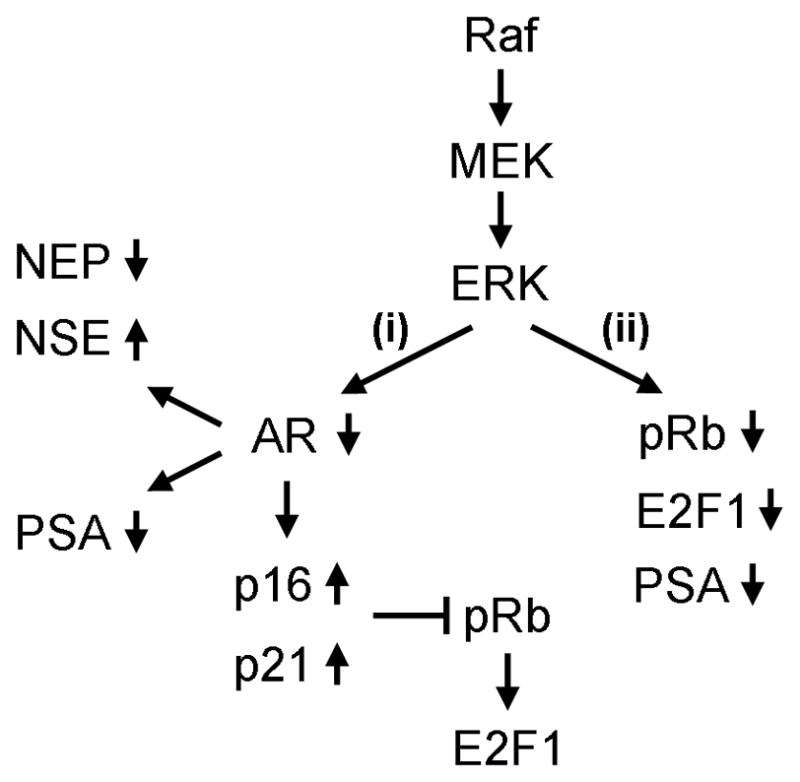 Raf
MEK
ERK
(i)
(ii)
NEP
NSE
AR
PSA
pRb
E2F1
PSA
p16
p21
pRb
E2F1